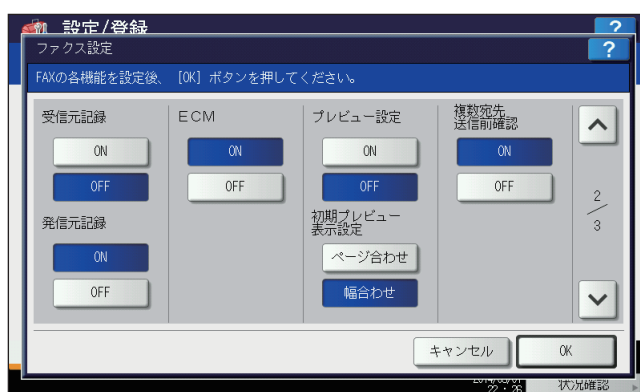 設定/登録
?
ファクス設定
?
FAXの各機能を設定後、 [OK] ボタンを押してください。
受信元記録
ON
OFF
発信元記録
ON
OFF
ECM
ON
OFF
プレビュー設定
ON
OFF
初期プレビュー
表示設定
ページ合わせ
幅合わせ
複数宛先
送信前確認
ON
OFF
2
3
キャンセル
OK
22:26
状況確認